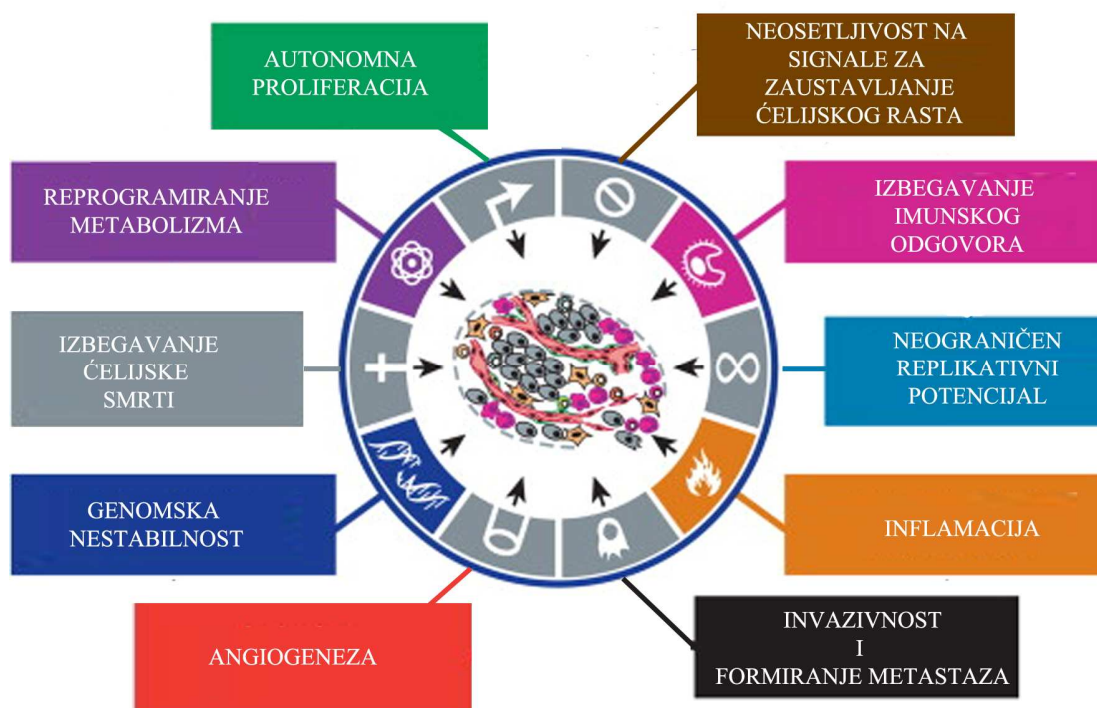 AUTONOMNA
PROLIFERACIJA
NEOSETLJIVOST NA
SIGNALE ZA
ZAUSTAVLJANJE
ĆELIJSKOG RASTA
REPROGRAMIRANJE
METABOLIZMA
IZBEGAVANJE
IMUNSKOG
ODGOVORA
IZBEGAVANJE
ĆELIJSKE
SMRTI
NEOGRANIČEN
REPLIKATIVNI
POTENCIJAL
GENOMSKA
NESTABILNOST
INFLAMACIJA
ANGIOGENEZA
INVAZIVNOST
I
FORMIRANJE METASTAZA